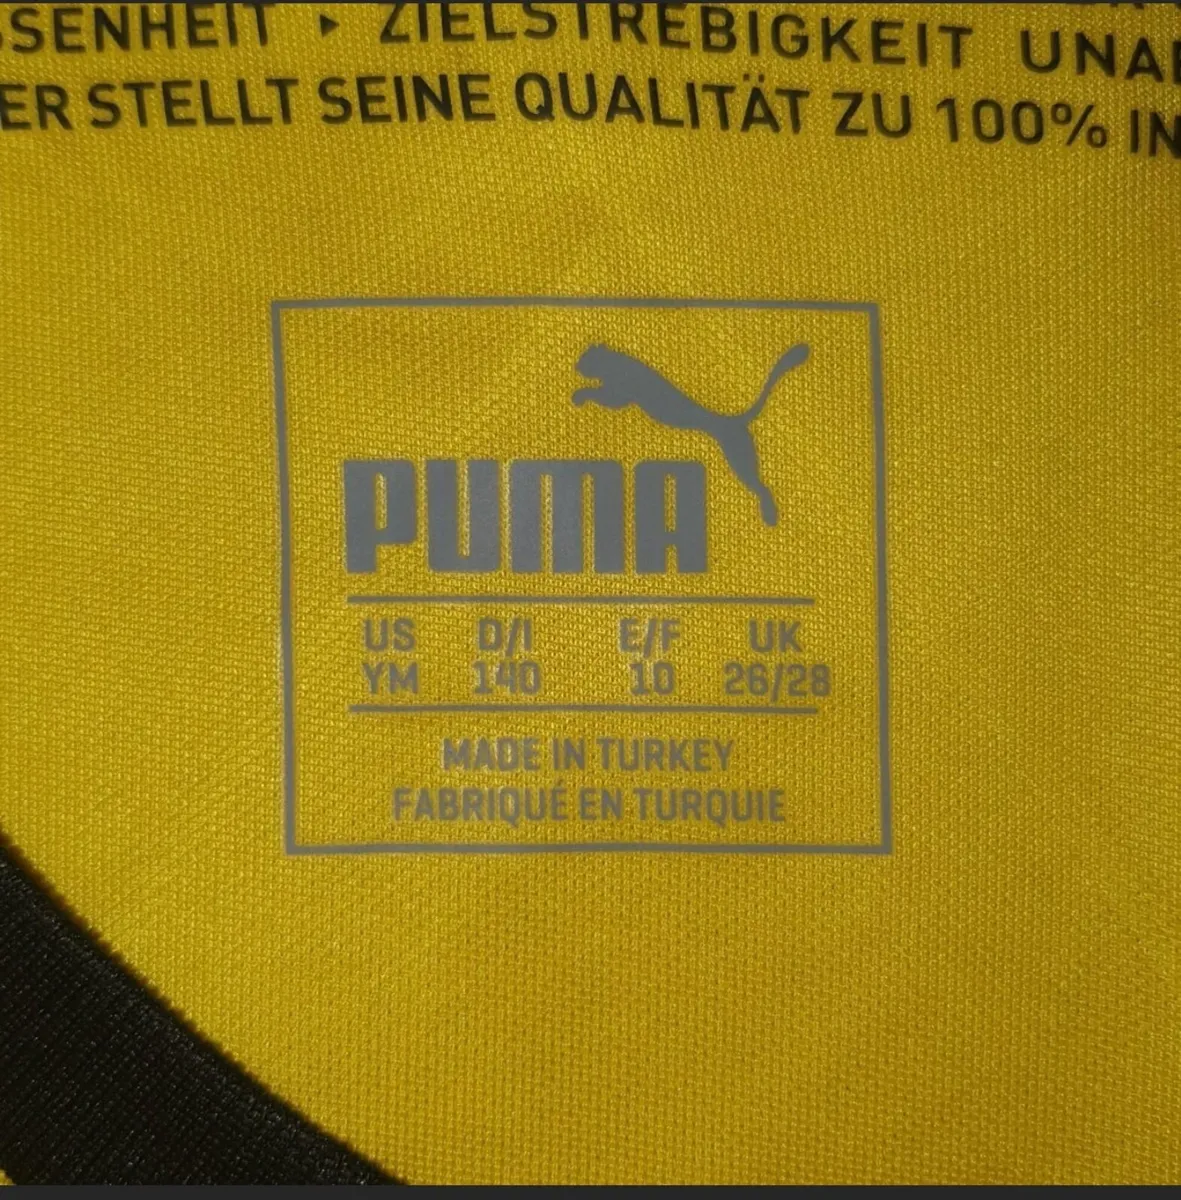 SSENHEIT ▸ ZIELSTREBIGKEIT UNA
ER STELLT SEINE QUALITÄT ZU 100% IN
PUMA
US D/I E/F UK
YM 140 10 26/28
MADE IN TURKEY
FABRIQUÉ EN TURQUIE